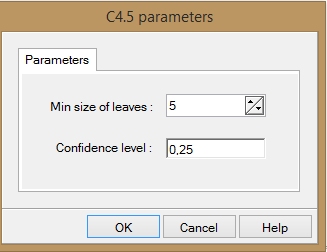 C4.5 parameters
Parameters
Min size of leaves : 5
Confidence level : 0,25
OK Cancel Help